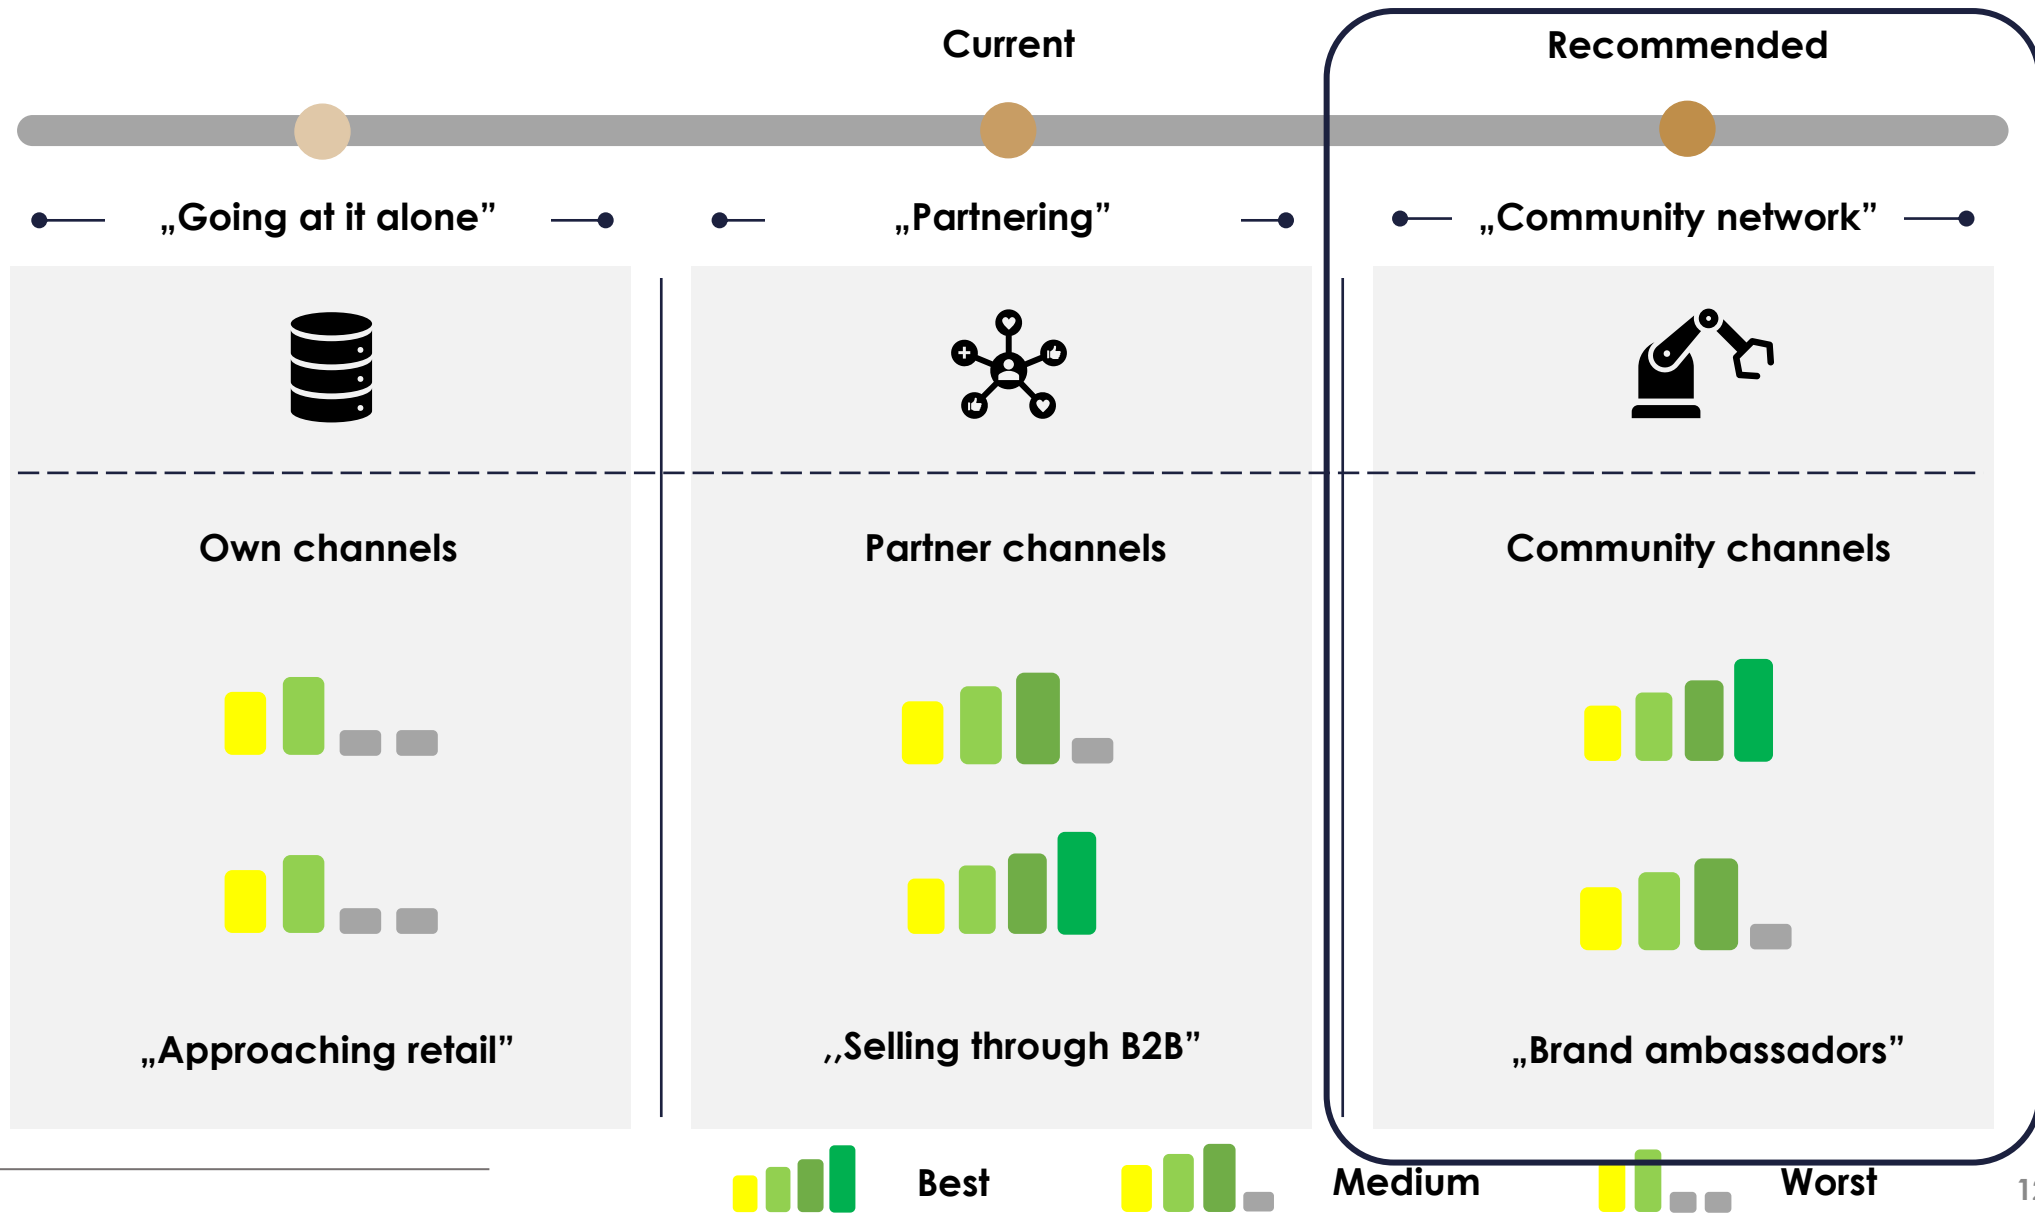 Current
Recommended
„Going at it alone”
„Partnering”
„Community network”
Own channels
Partner channels
Community channels
„Approaching retail”
,,Selling through B2B”
„Brand ambassadors”
Best
Medium
Worst